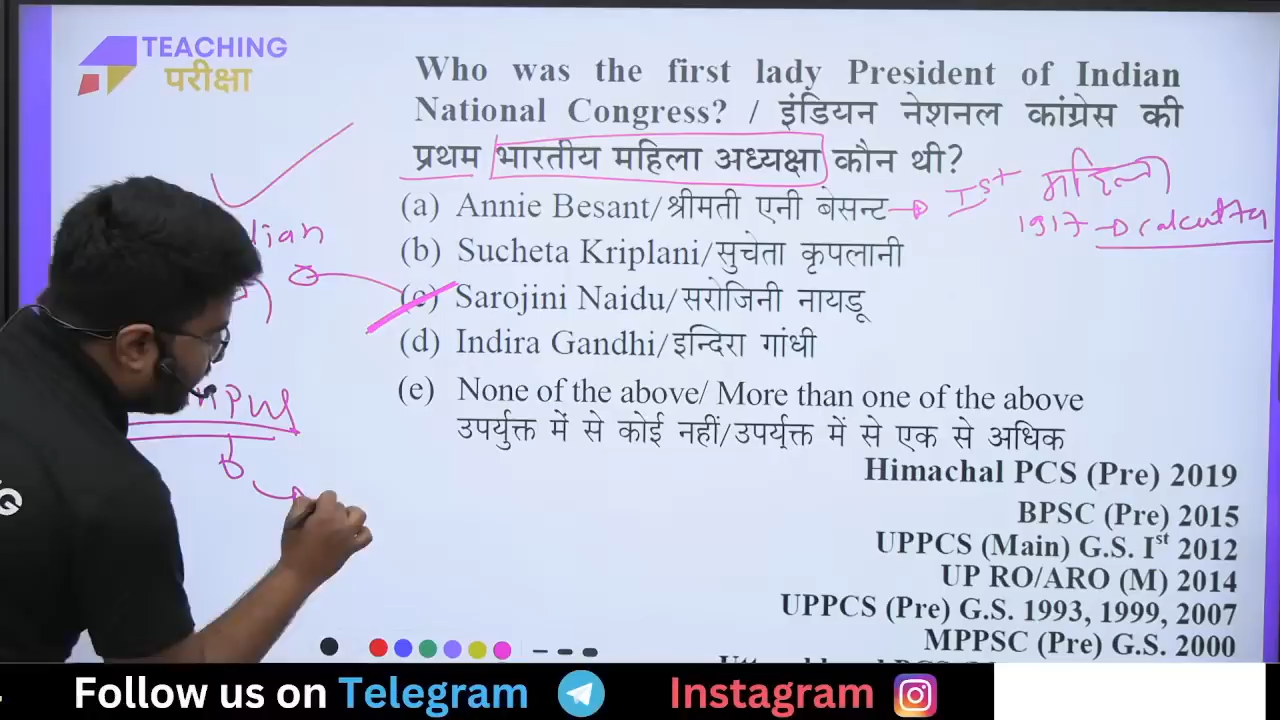 TEACHING
परीक्षा
Who was the first lady President of Indian
National Congress? / इंडियन नेशनल कांग्रेस की
प्रथम भारतीय महिला अध्यक्षा कौन थी?
(a) Annie Besant/श्रीमती एनी बेसन्ट
Ist महिला
1917 → Calcutta
(b) Sucheta Kriplani/सुचेता कृपलानी
dian
(c) Sarojini Naidu/सरोजिनी नायडू
(d) Indira Gandhi/इन्दिरा गांधी
(e) None of the above/ More than one of the above
उपर्युक्त में से कोई नहीं/उपर्युक्त में से एक से अधिक
npur
Himachal PCS (Pre) 2019
BPSC (Pre) 2015
UPPCS (Main) G.S. Ist 2012
UP RO/ARO (M) 2014
UPPCS (Pre) G.S. 1993, 1999, 2007
MPPSC (Pre) G.S. 2000
Follow us on Telegram Instagram